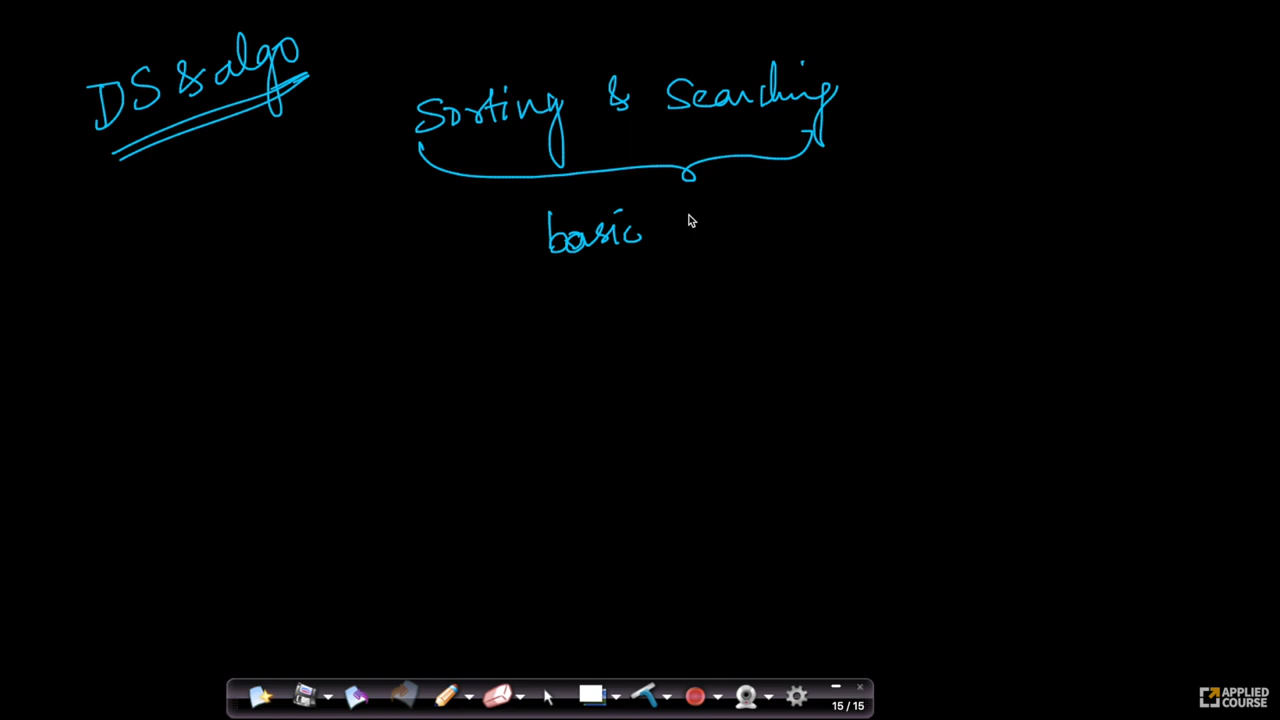 DS & algo
Sorting & Searching
basic
15 / 15
APPLIED
COURSE